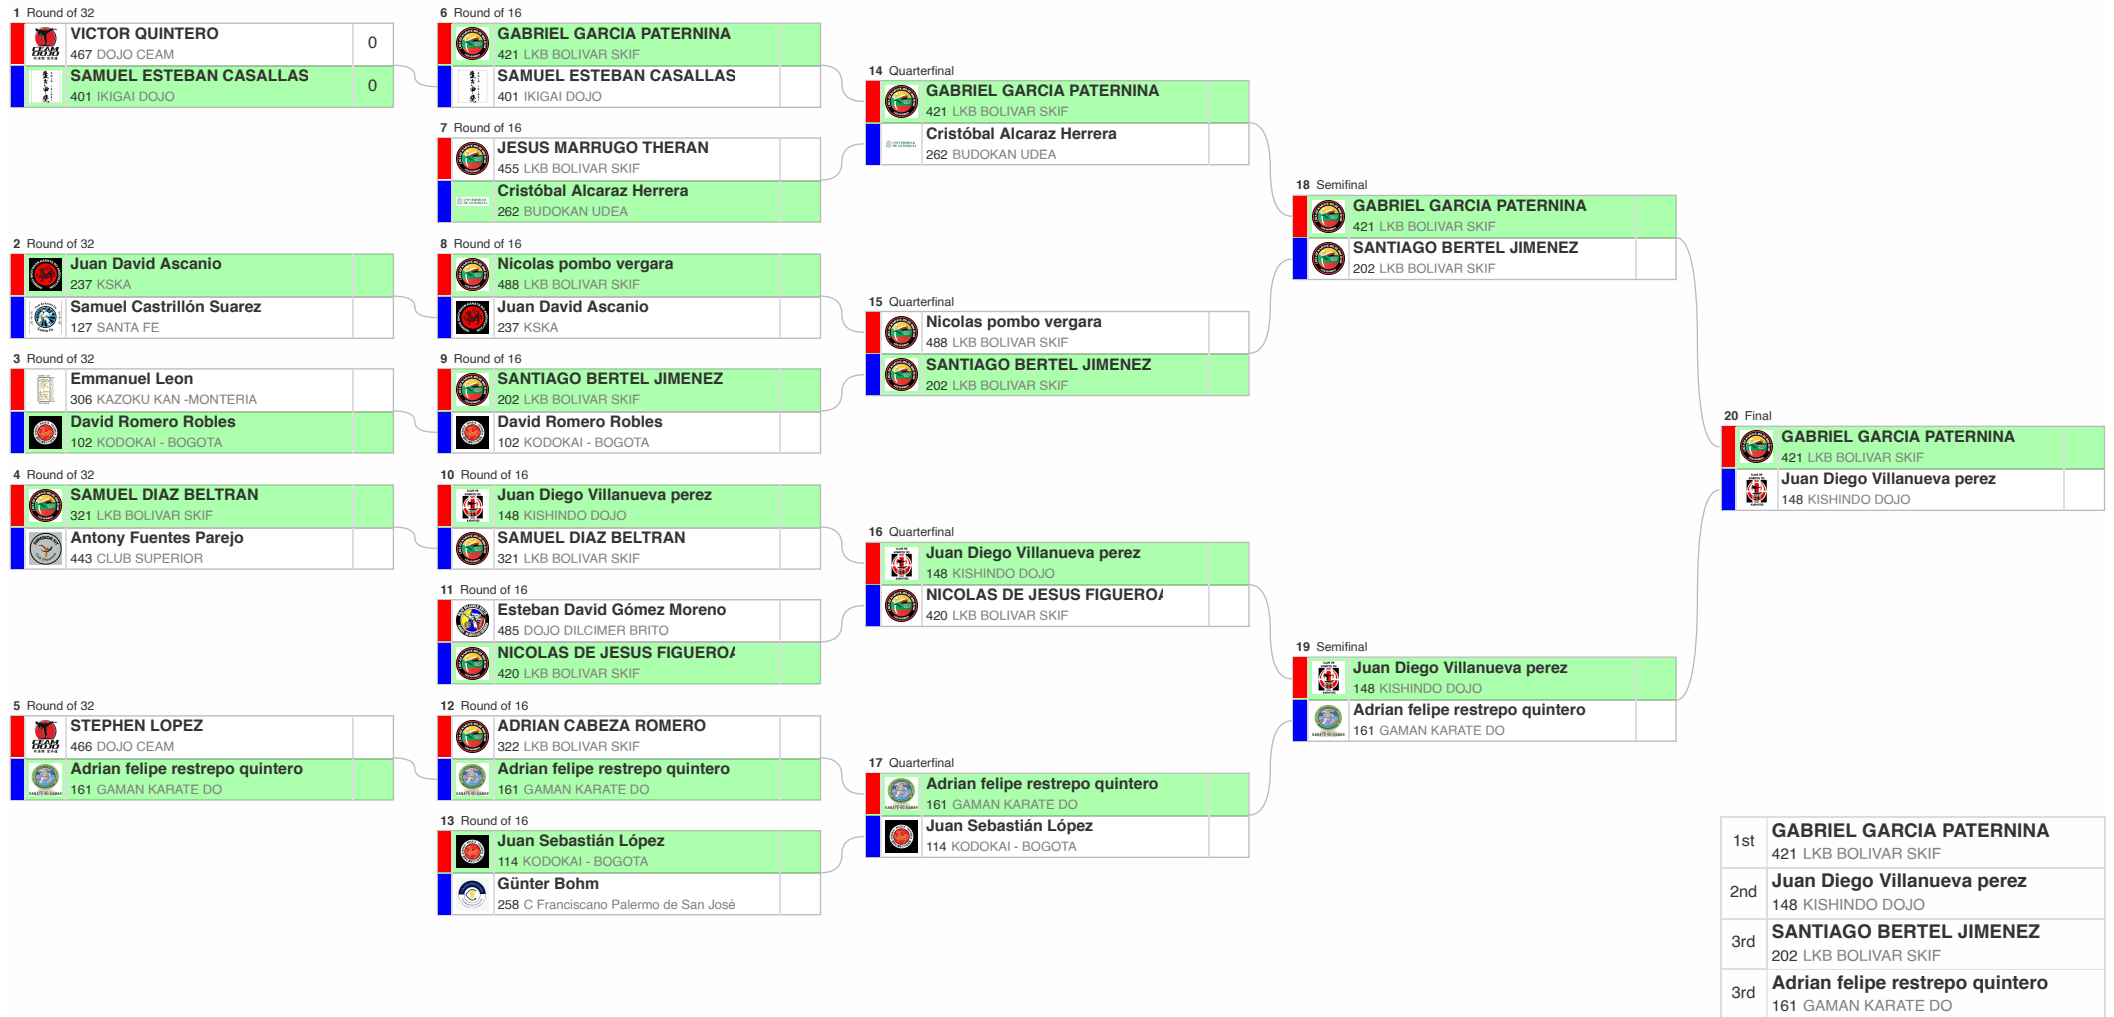 1 Round of 32
VICTOR QUINTERO
467 DOJO CEAM
0
SAMUEL ESTEBAN CASALLAS
401 IKIGAI DOJO
0
2 Round of 32
Juan David Ascanio
237 KSKA
Samuel Castrillón Suarez
127 SANTA FE
3 Round of 32
Emmanuel Leon
306 KAZOKU KAN -MONTERIA
David Romero Robles
102 KODOKAI - BOGOTA
4 Round of 32
SAMUEL DIAZ BELTRAN
321 LKB BOLIVAR SKIF
Antony Fuentes Parejo
443 CLUB SUPERIOR
5 Round of 32
STEPHEN LOPEZ
466 DOJO CEAM
Adrian felipe restrepo quintero
161 GAMAN KARATE DO
6 Round of 16
GABRIEL GARCIA PATERNINA
421 LKB BOLIVAR SKIF
SAMUEL ESTEBAN CASALLAS
401 IKIGAI DOJO
7 Round of 16
JESUS MARRUGO THERAN
455 LKB BOLIVAR SKIF
Cristóbal Alcaraz Herrera
262 BUDOKAN UDEA
8 Round of 16
Nicolas pombo vergara
488 LKB BOLIVAR SKIF
Juan David Ascanio
237 KSKA
9 Round of 16
SANTIAGO BERTEL JIMENEZ
202 LKB BOLIVAR SKIF
David Romero Robles
102 KODOKAI - BOGOTA
10 Round of 16
Juan Diego Villanueva perez
148 KISHINDO DOJO
SAMUEL DIAZ BELTRAN
321 LKB BOLIVAR SKIF
11 Round of 16
Esteban David Gómez Moreno
485 DOJO DILCIMER BRITO
NICOLAS DE JESUS FIGUEROA
420 LKB BOLIVAR SKIF
12 Round of 16
ADRIAN CABEZA ROMERO
322 LKB BOLIVAR SKIF
Adrian felipe restrepo quintero
161 GAMAN KARATE DO
13 Round of 16
Juan Sebastián López
114 KODOKAI - BOGOTA
Günter Bohm
258 C Franciscano Palermo de San José
14 Quarterfinal
GABRIEL GARCIA PATERNINA
421 LKB BOLIVAR SKIF
Cristóbal Alcaraz Herrera
262 BUDOKAN UDEA
15 Quarterfinal
Nicolas pombo vergara
488 LKB BOLIVAR SKIF
SANTIAGO BERTEL JIMENEZ
202 LKB BOLIVAR SKIF
16 Quarterfinal
Juan Diego Villanueva perez
148 KISHINDO DOJO
NICOLAS DE JESUS FIGUEROA
420 LKB BOLIVAR SKIF
17 Quarterfinal
Adrian felipe restrepo quintero
161 GAMAN KARATE DO
Juan Sebastián López
114 KODOKAI - BOGOTA
18 Semifinal
GABRIEL GARCIA PATERNINA
421 LKB BOLIVAR SKIF
SANTIAGO BERTEL JIMENEZ
202 LKB BOLIVAR SKIF
19 Semifinal
Juan Diego Villanueva perez
148 KISHINDO DOJO
Adrian felipe restrepo quintero
161 GAMAN KARATE DO
20 Final
GABRIEL GARCIA PATERNINA
421 LKB BOLIVAR SKIF
Juan Diego Villanueva perez
148 KISHINDO DOJO
1st
GABRIEL GARCIA PATERNINA
421 LKB BOLIVAR SKIF
2nd
Juan Diego Villanueva perez
148 KISHINDO DOJO
3rd
SANTIAGO BERTEL JIMENEZ
202 LKB BOLIVAR SKIF
3rd
Adrian felipe restrepo quintero
161 GAMAN KARATE DO